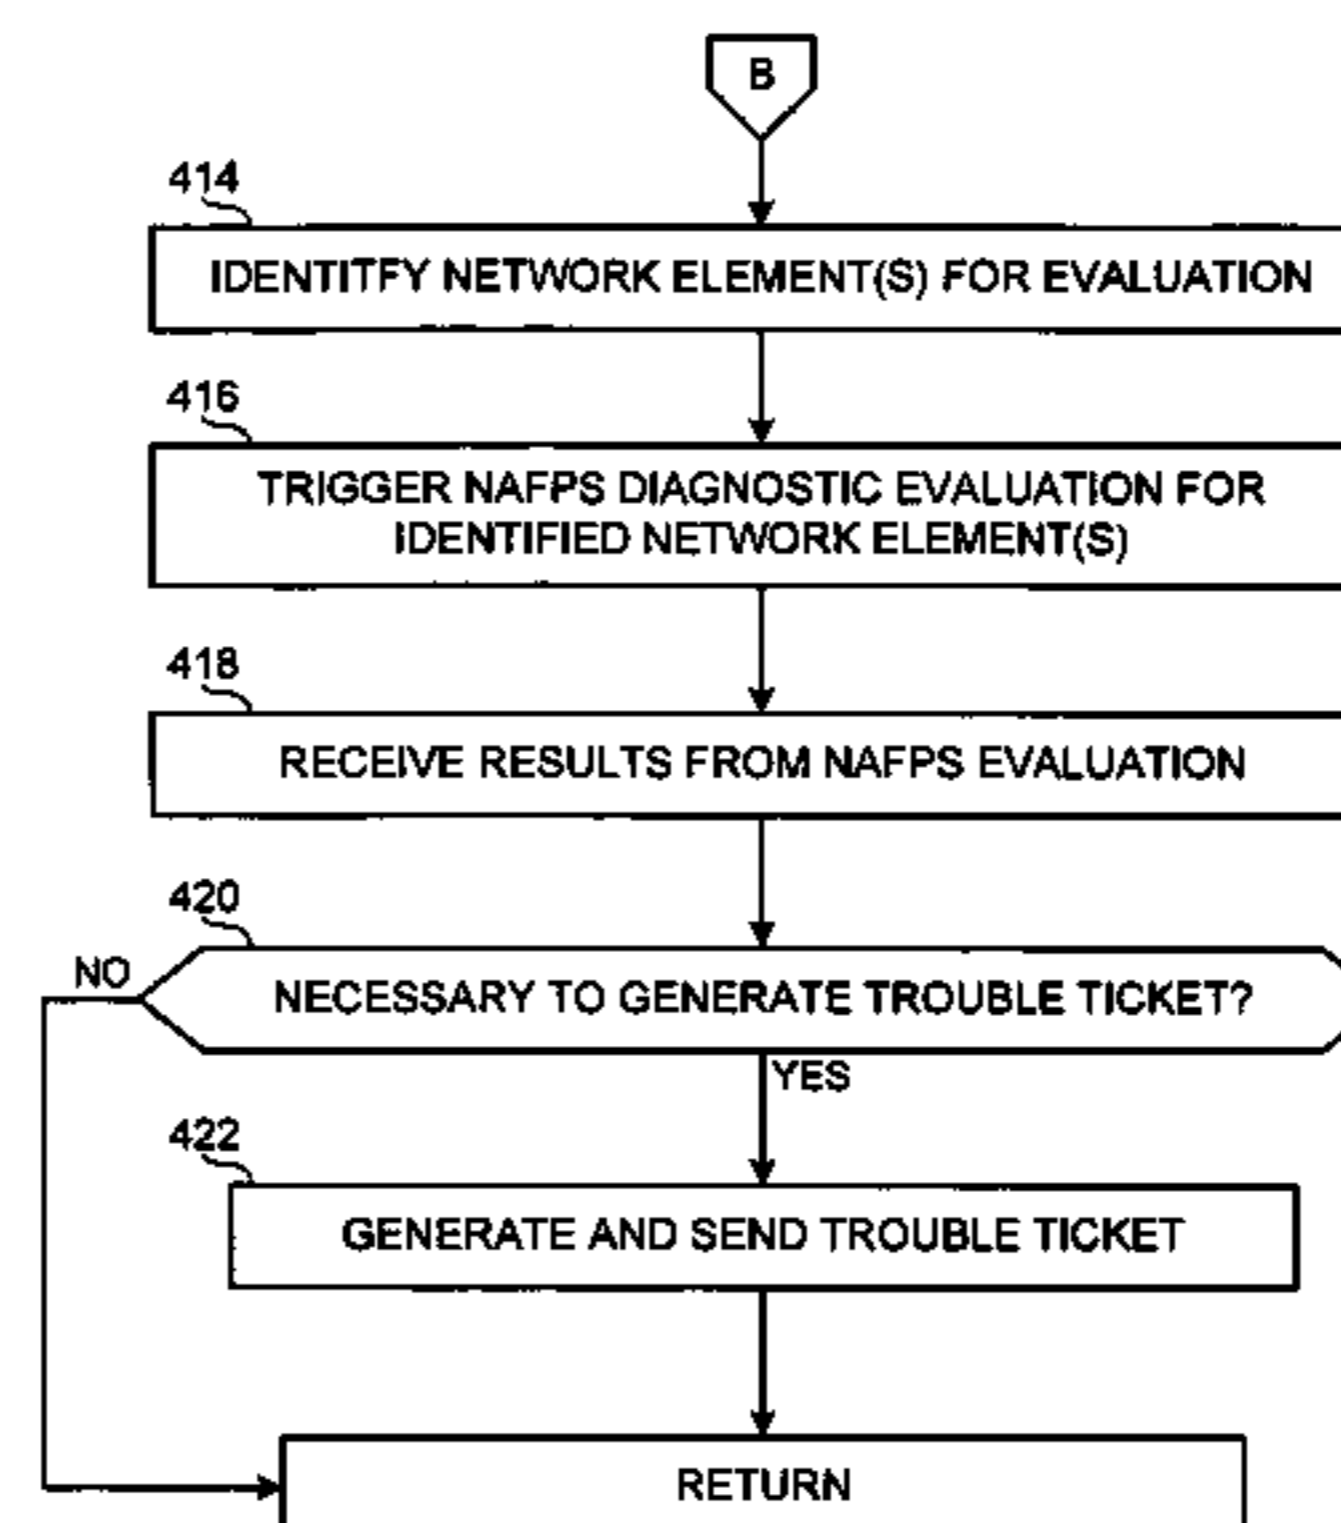 B
414
IDENTITFY NETWORK ELEMENT(S) FOR EVALUATION
416
TRIGGER NAFPS DIAGNOSTIC EVALUATION FOR
IDENTIFIED NETWORK ELEMENT(S)
418
RECEIVE RESULTS FROM NAFPS EVALUATION
420
NO
NECESSARY TO GENERATE TROUBLE TICKET?
YES
422
GENERATE AND SEND TROUBLE TICKET
RETURN